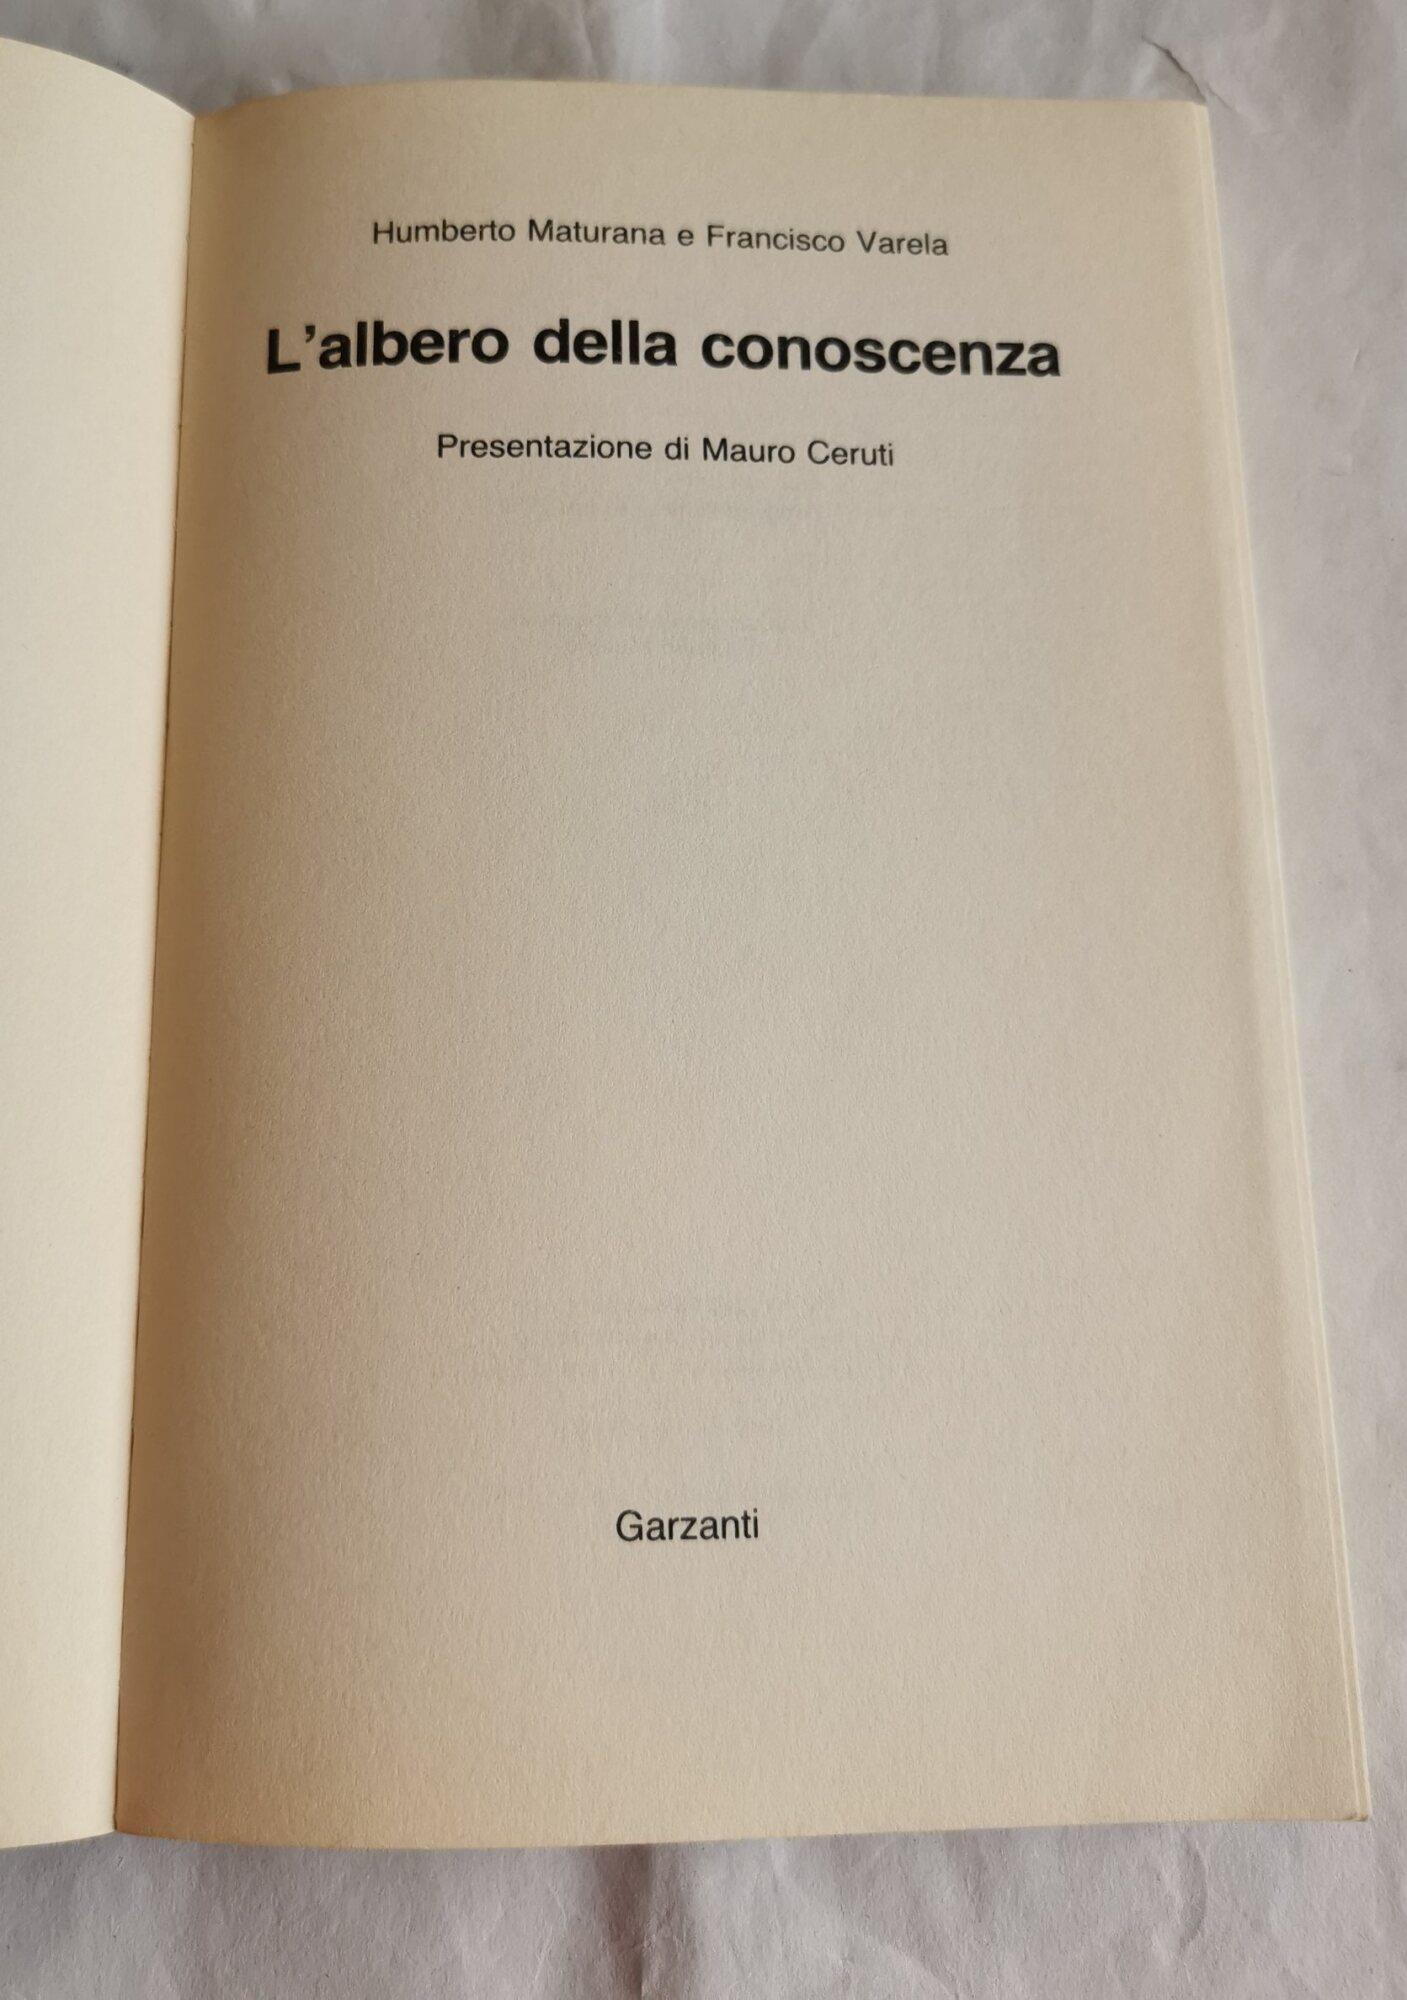 Humberto Maturana e Francisco Varela
L'albero della conoscenza
Presentazione di Mauro Ceruti
Garzanti